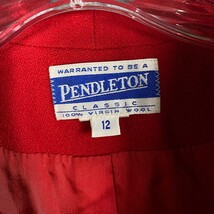 WARRANTED TO BE A
PENDLETON
CLASSIC
100% VIRGIN WOOL
12